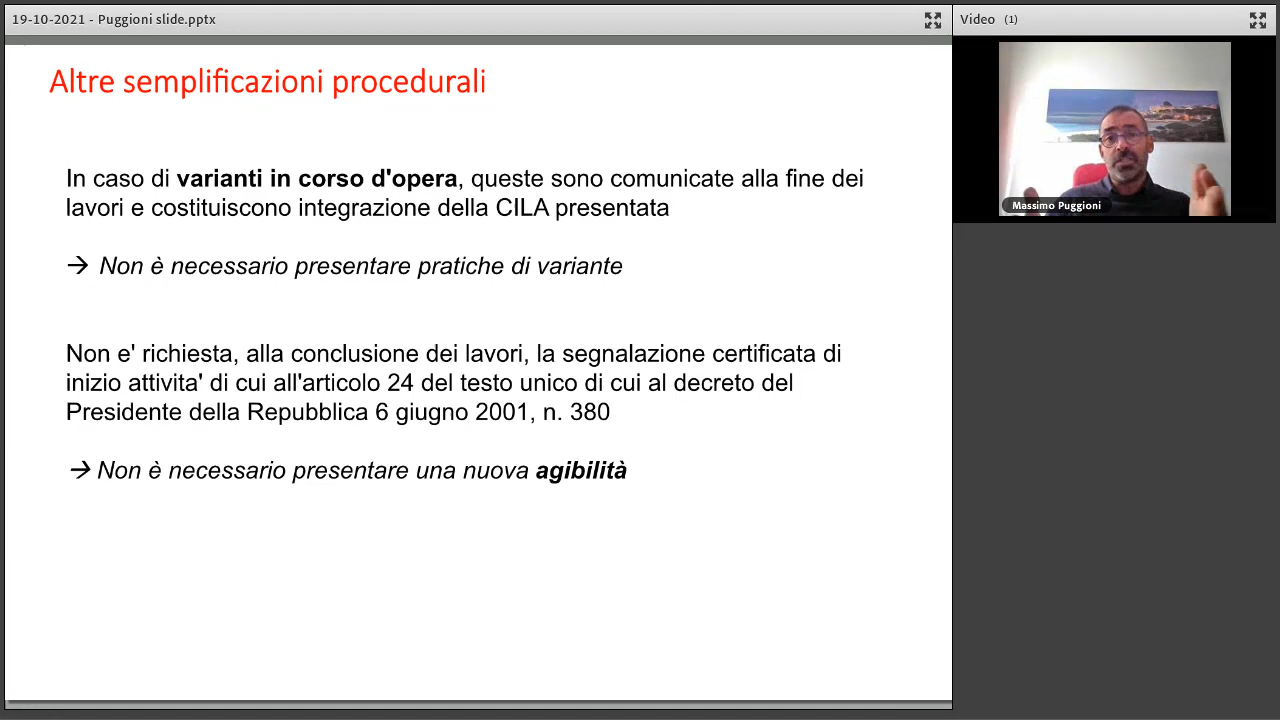 19-10-2021 - Puggioni slide.pptx
Video (1)
Altre semplificazioni procedurali
In caso di varianti in corso d'opera, queste sono comunicate alla fine dei
lavori e costituiscono integrazione della CILA presentata
→ Non è necessario presentare pratiche di variante
Non e' richiesta, alla conclusione dei lavori, la segnalazione certificata di
inizio attivita' di cui all'articolo 24 del testo unico di cui al decreto del
Presidente della Repubblica 6 giugno 2001, n. 380
→ Non è necessario presentare una nuova agibilità
Massimo Puggioni